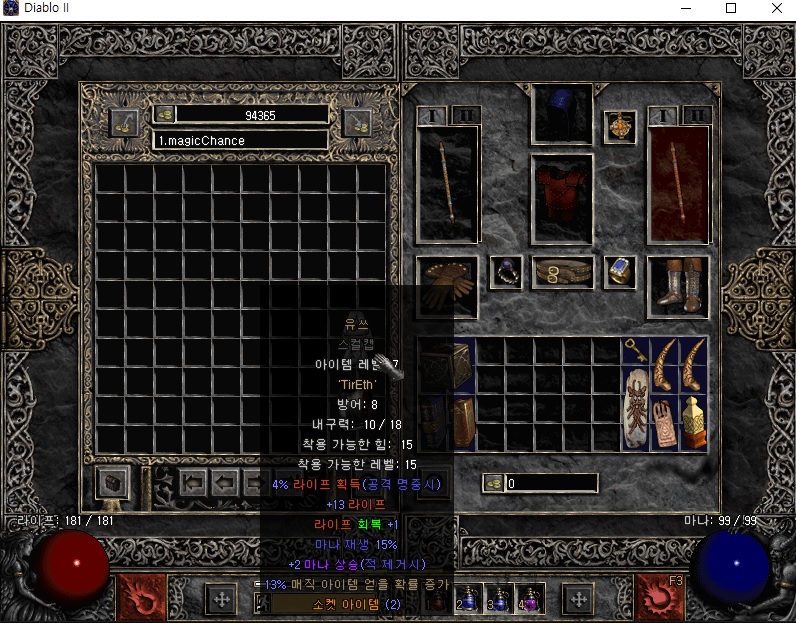 Diablo II
94365
1.magicChance
I II
I II
유쓰
스컬캡
아이템 레벨: 7
'TirEth'
방어: 8
내구력: 10 / 18
착용 가능한 힘: 15
착용 가능한 레벨: 15
4% 라이프 획득(공격 명중시)
+13 라이프
라이프 회복 +1
마나 재생 15%
+2 마나 상승(적 제거시)
13% 매직 아이템 얻을 확률 증가
소켓 아이템 (2)
0
라이프: 181 / 181
마나: 99 / 99
F3
2 3 4